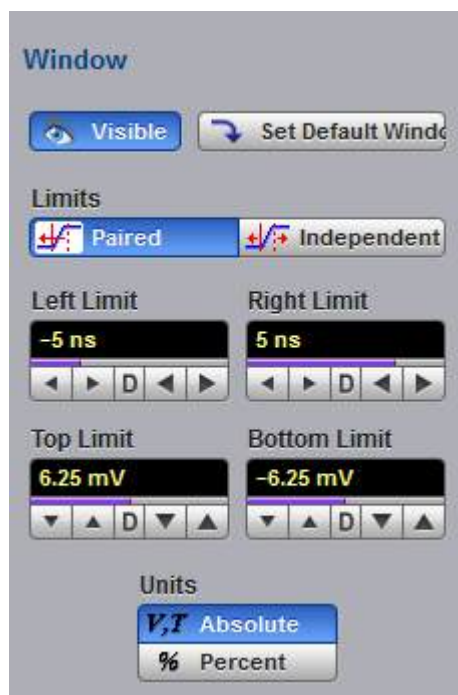 Window
Visible
Set Default Windo
Limits
Paired
Independent
Left Limit
Right Limit
−5 ns
5 ns
D
D
Top Limit
Bottom Limit
6.25 mV
−6.25 mV
D
D
Units
V,T Absolute
% Percent